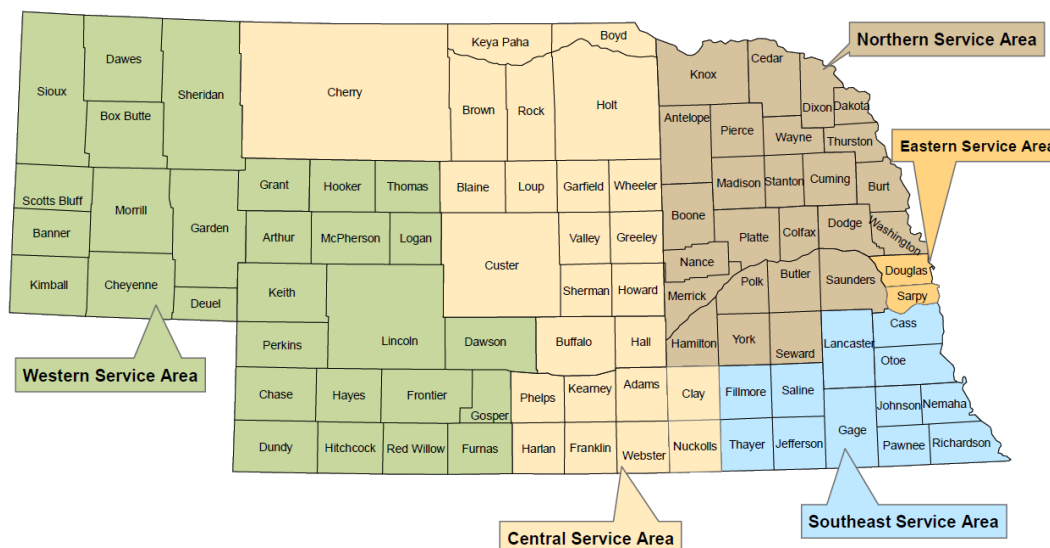 Keya Paha
Boyd
Northern Service Area
Dawes
Cedar
Sioux
Sheridan
Cherry
Knox
Brown
Rock
Holt
Dixon
Dakota
Box Butte
Antelope
Pierce
Wayne
Thurston
Eastern Service Area
Grant
Hooker
Thomas
Blaine
Loup
Garfield
Wheeler
Madison
Stanton
Cuming
Burt
Scotts Bluff
Morrill
Garden
Boone
Banner
Arthur
McPherson
Logan
Valley
Greeley
Platte
Colfax
Dodge
Washington
Custer
Nance
Douglas
Kimball
Cheyenne
Deuel
Keith
Sherman
Howard
Merrick
Polk
Butler
Saunders
Sarpy
Perkins
Lincoln
Dawson
Buffalo
Hall
Hamilton
York
Seward
Lancaster
Cass
Otoe
Western Service Area
Chase
Hayes
Frontier
Gosper
Phelps
Kearney
Adams
Clay
Fillmore
Saline
Johnson
Nemaha
Dundy
Hitchcock
Red Willow
Furnas
Harlan
Franklin
Webster
Nuckolls
Thayer
Jefferson
Gage
Pawnee
Richardson
Central Service Area
Southeast Service Area